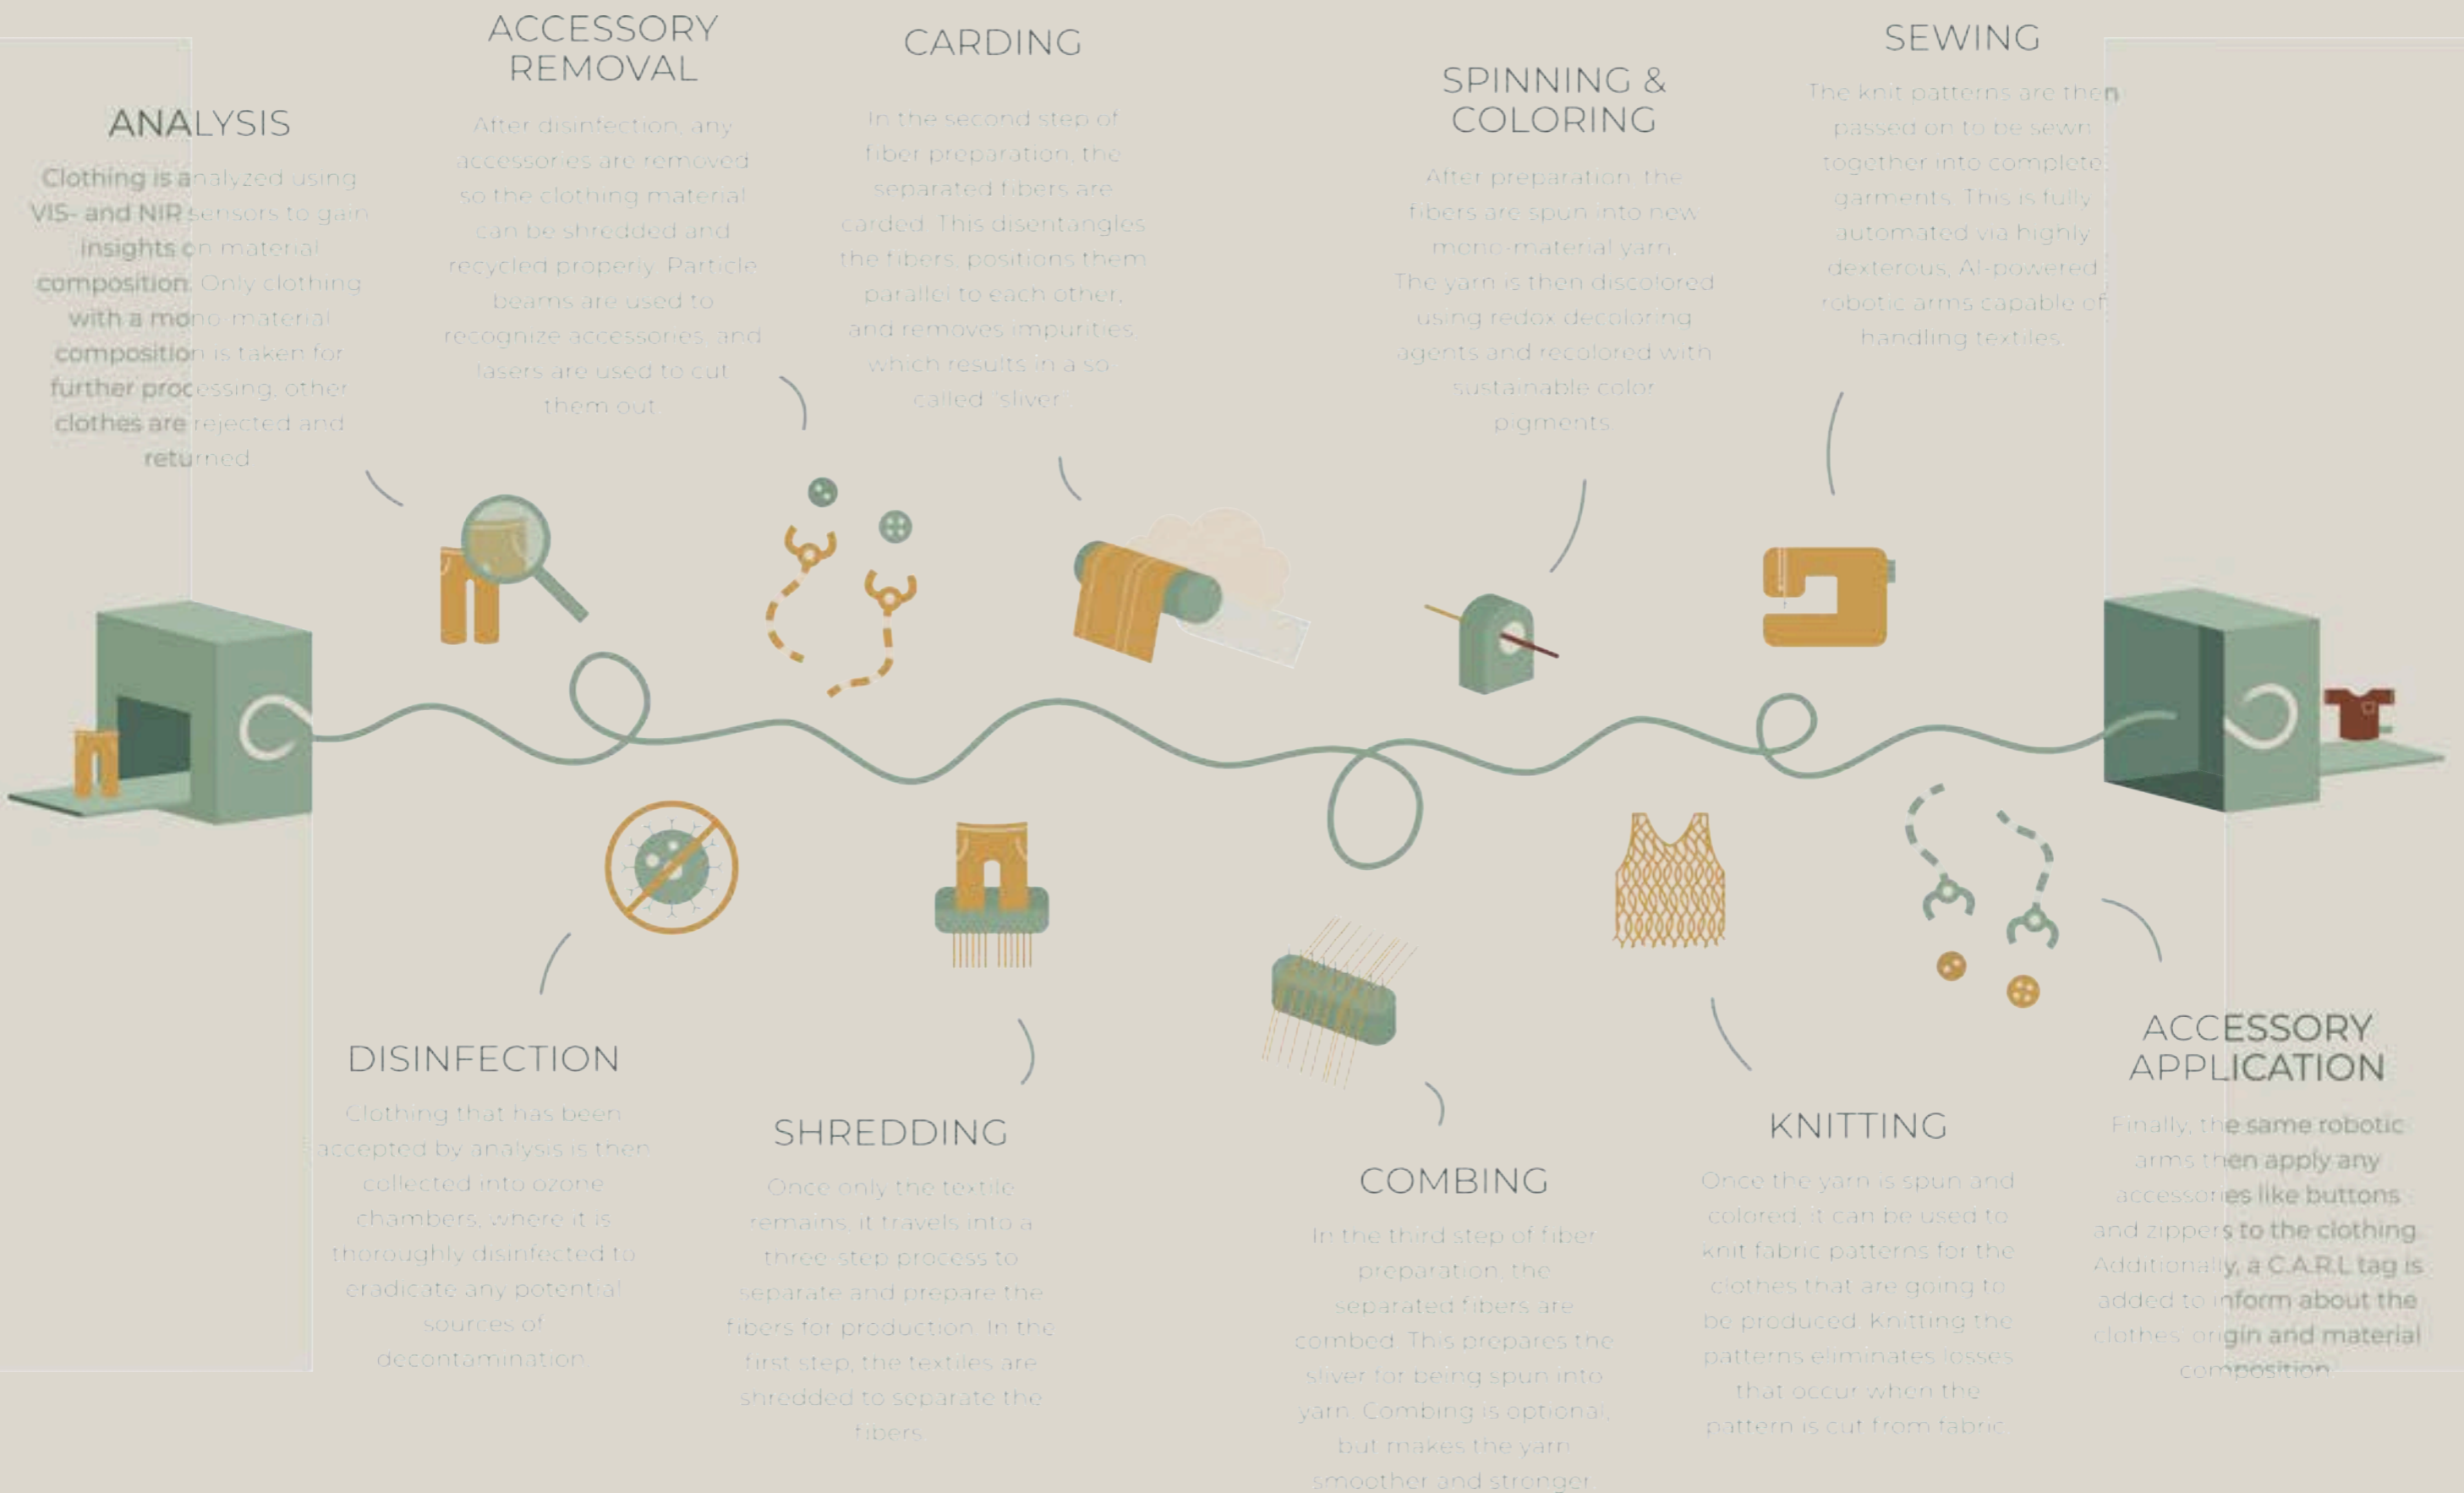 ANALYSIS
Clothing is analyzed using
VIS- and NIR sensors to gain
insights on material
composition. Only clothing
with a mono-material
composition is taken for
further processing, other
clothes are rejected and
returned.
DISINFECTION
Clothing that has been
accepted by analysis is then
collected into ozone
chambers, where it is
thoroughly disinfected to
eradicate any potential
sources of
decontamination.
ACCESSORY
REMOVAL
After disinfection, any
accessories are removed
so the clothing material
can be shredded and
recycled properly. Particle
beams are used to
recognize accessories, and
lasers are used to cut
them out.
SHREDDING
Once only the textile
remains, it travels into a
three-step process to
separate and prepare the
fibers for production. In the
first step, the textiles are
shredded to separate the
fibers.
CARDING
In the second step of
fiber preparation, the
separated fibers are
carded. This disentangles
the fibers, positions them
parallel to each other,
and removes impurities
which results in a so-
called "sliver".
COMBING
In the third step of fiber
preparation, the
separated fibers are
combed. This prepares the
sliver for being spun into
yarn. Combing is optional,
but makes the yarn
smoother and stronger.
SPINNING &
COLORING
After preparation, the
fibers are spun into new
mono-material yarn.
The yarn is then discolored
using redox decoloring
agents and recolored with
sustainable color
pigments.
KNITTING
Once the yarn is spun and
colored, it can be used to
knit fabric patterns for the
clothes that are going to
be produced. Knitting the
patterns eliminates losses
that occur when the
pattern is cut from fabric.
SEWING
The knit patterns are then
passed on to be sewn
together into complete
garments. This is fully
automated via highly
dexterous, AI-powered
robotic arms capable of
handling textiles.
ACCESSORY
APPLICATION
Finally, the same robotic
arms then apply any
accessories like buttons
and zippers to the clothing.
Additionally, a C.A.R.L tag is
added to inform about the
clothes' origin and material
composition.